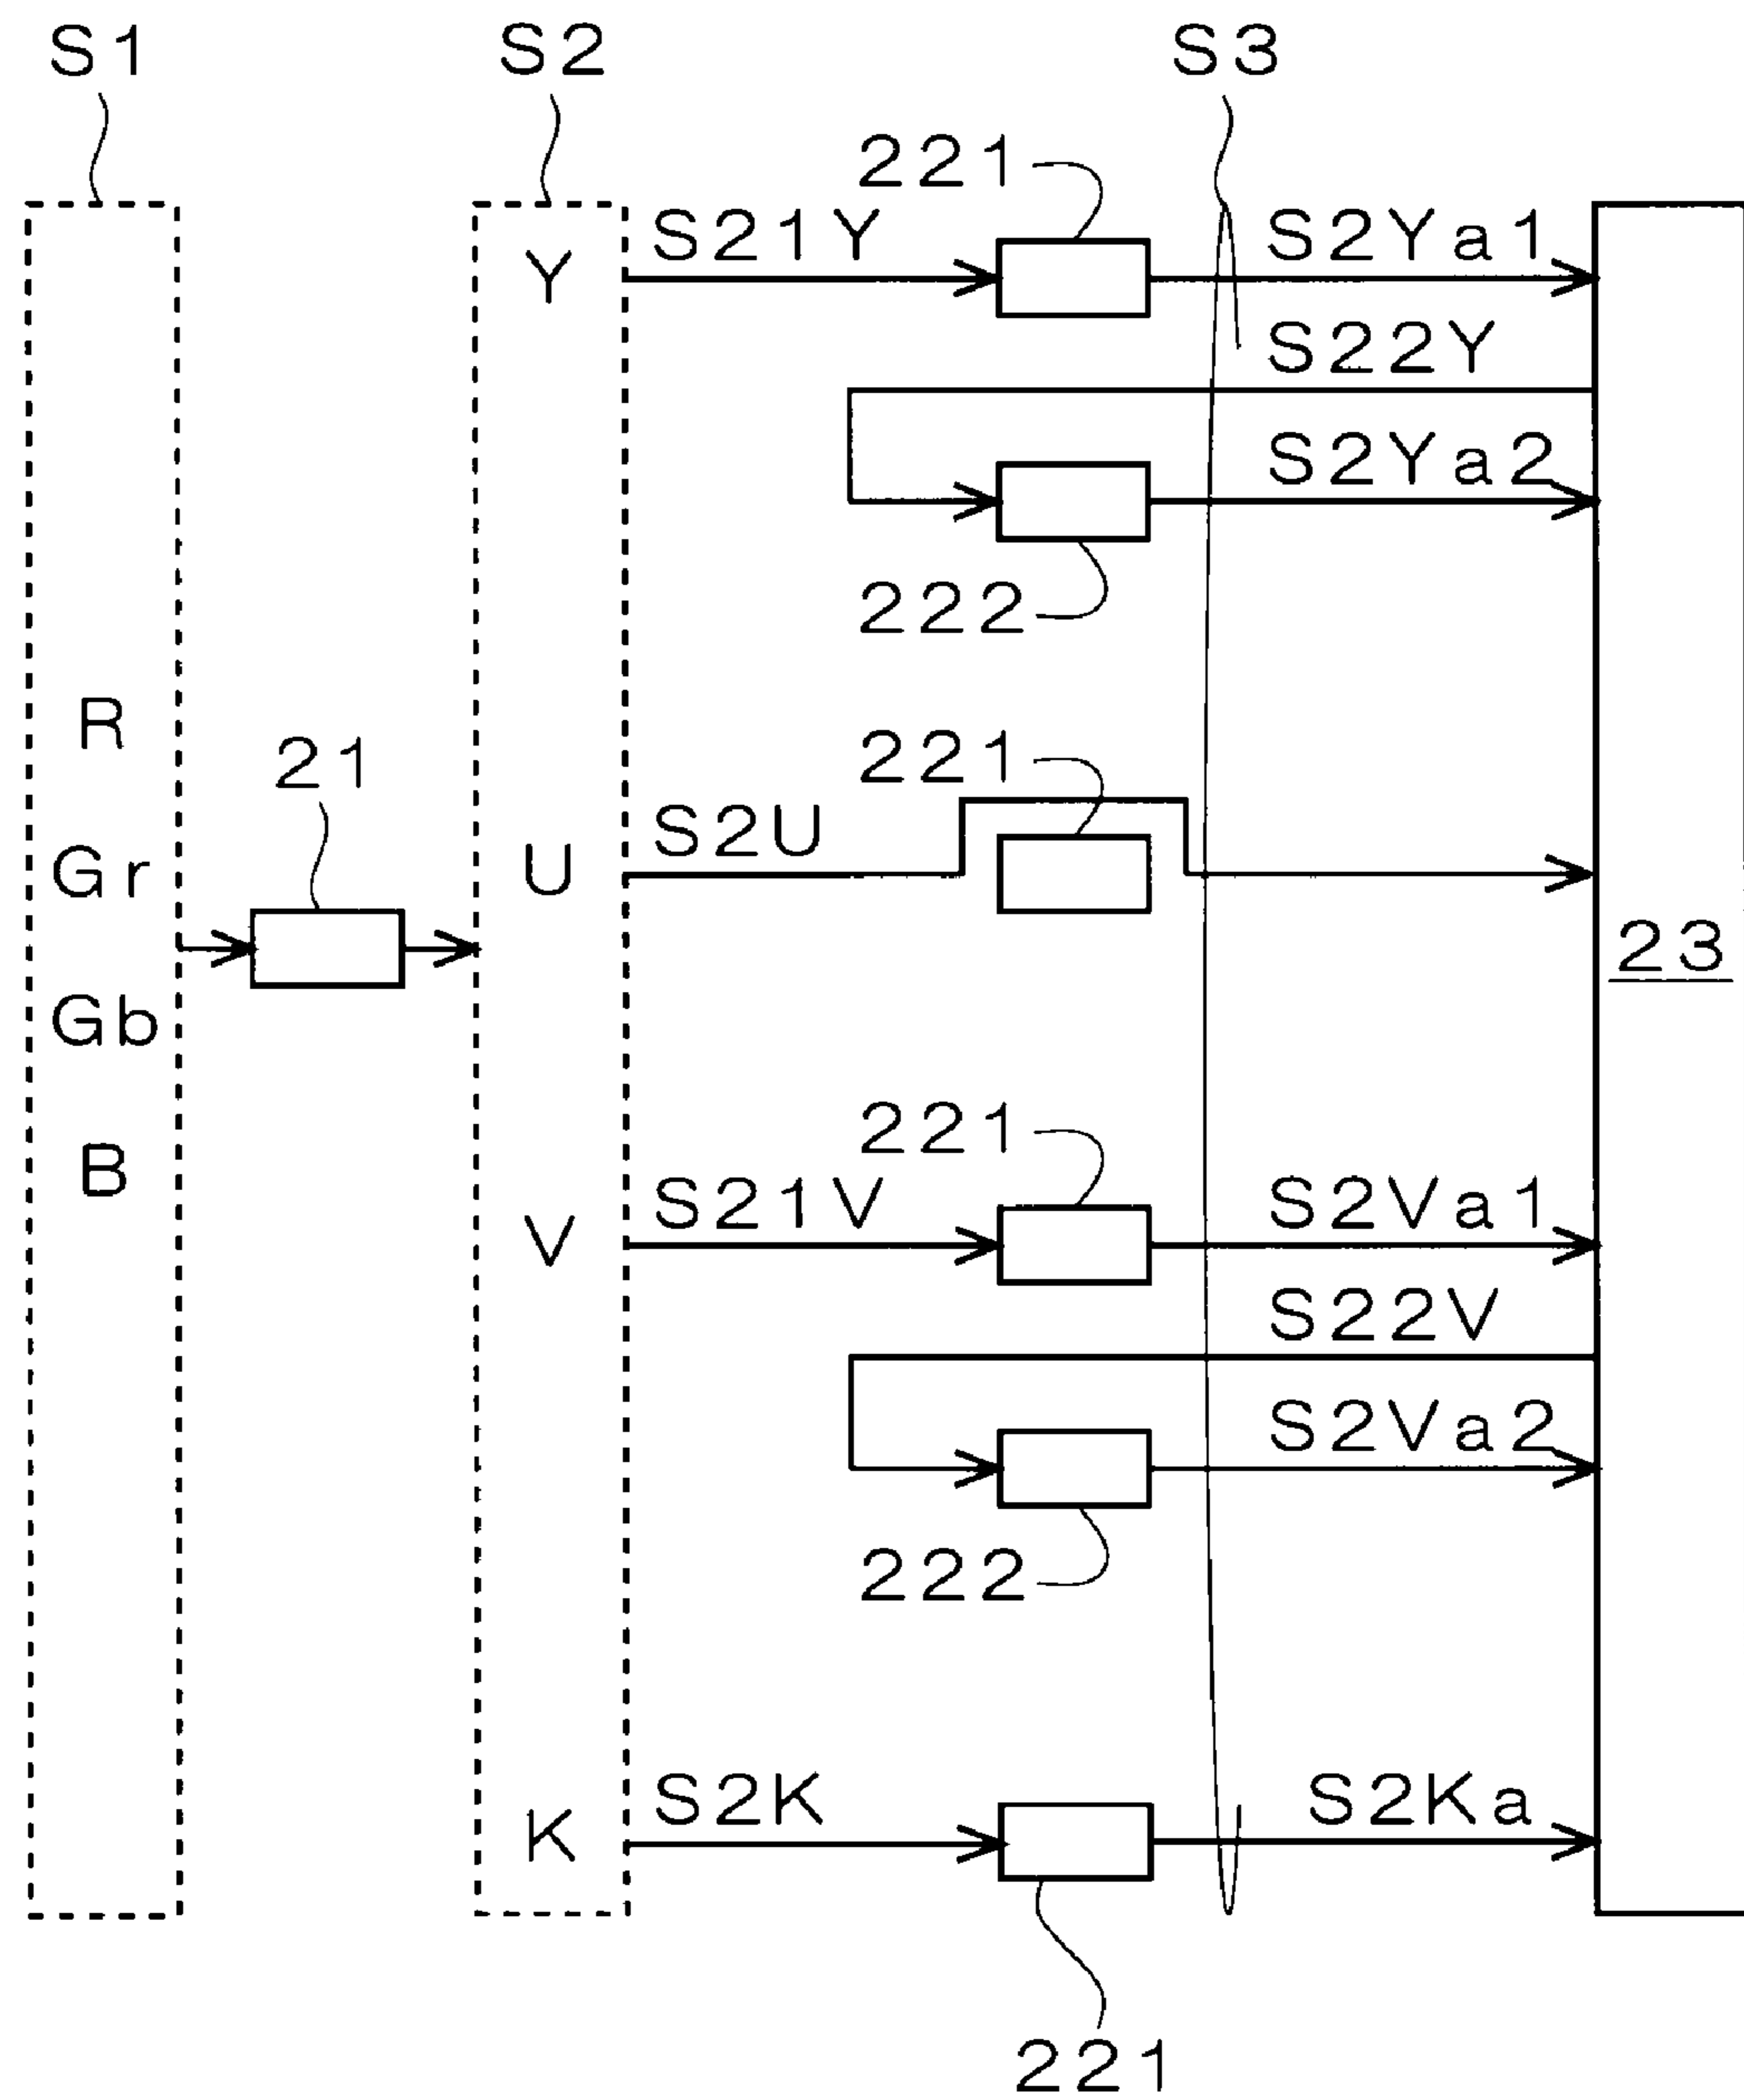 S1 S2 S3
221
Y S21Y S2Ya1
S22Y
S2Ya2
222
R
21 221
Gr U S2U
23
Gb
221
B
V S21V S2Va1
S22V
S2Va2
222
K S2K S2Ka
221